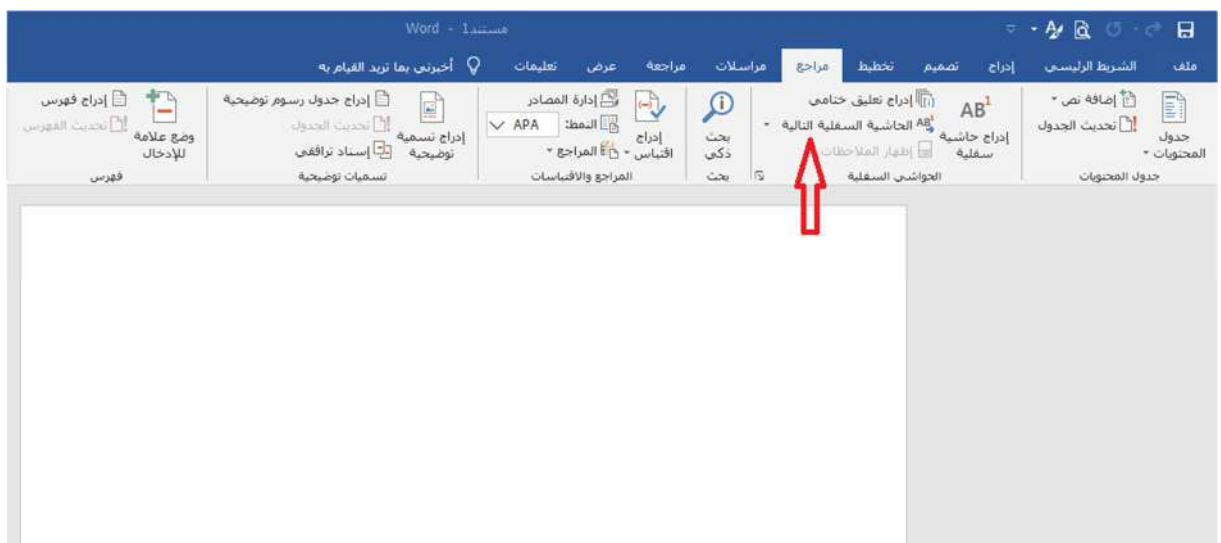 مستند1 - Word
ملف الشريط الرئيسي إدراج تصميم تخطيط مراجع مراسلات مراجعة عرض تعليمات أخبرني بما تريد القيام به
جدول المحتويات
إضافة نص
تحديث الجدول
جدول المحتويات
AB1
إدراج حاشية سفلية
إدراج تعليق ختامي
الحاشية السفلية التالية
إظهار الملاحظات
الحواشي السفلية
بحث ذكي
بحث
إدراج اقتباس
إدارة المصادر
النمط: APA
المراجع
المراجع والاقتباسات
إدراج تسمية توضيحية
إدراج جدول رسوم توضيحية
تحديث الجدول
إسناد ترافقي
تسميات توضيحية
وضع علامة للإدخال
إدراج فهرس
تحديث الفهرس
فهرس